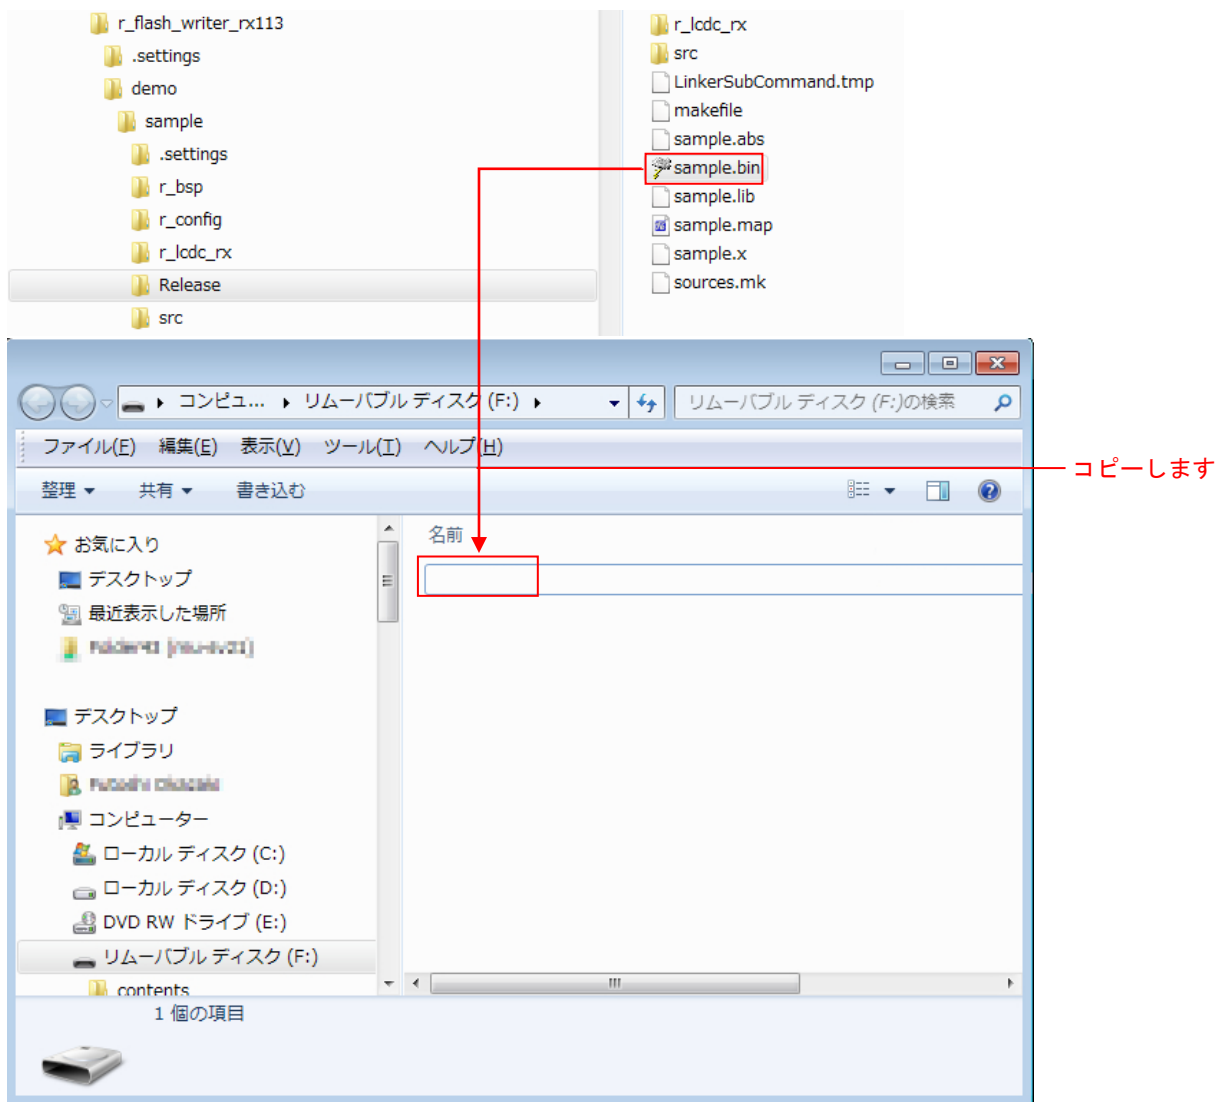 r_flash_writer_rx113
.settings
demo
sample
.settings
r_bsp
r_config
r_lcdc_rx
Release
src
r_lcdc_rx
src
LinkerSubCommand.tmp
makefile
sample.abs
sample.bin
sample.lib
sample.map
sample.x
sources.mk
コンピュ... リムーバブル ディスク (F:)
リムーバブル ディスク (F:)の検索
ファイル(F) 編集(E) 表示(V) ツール(T) ヘルプ(H)
コピーします
整理 共有 書き込む
名前
お気に入り
デスクトップ
最近表示した場所
デスクトップ
ライブラリ
コンピューター
ローカル ディスク (C:)
ローカル ディスク (D:)
DVD RW ドライブ (E:)
リムーバブル ディスク (F:)
contents
1 個の項目